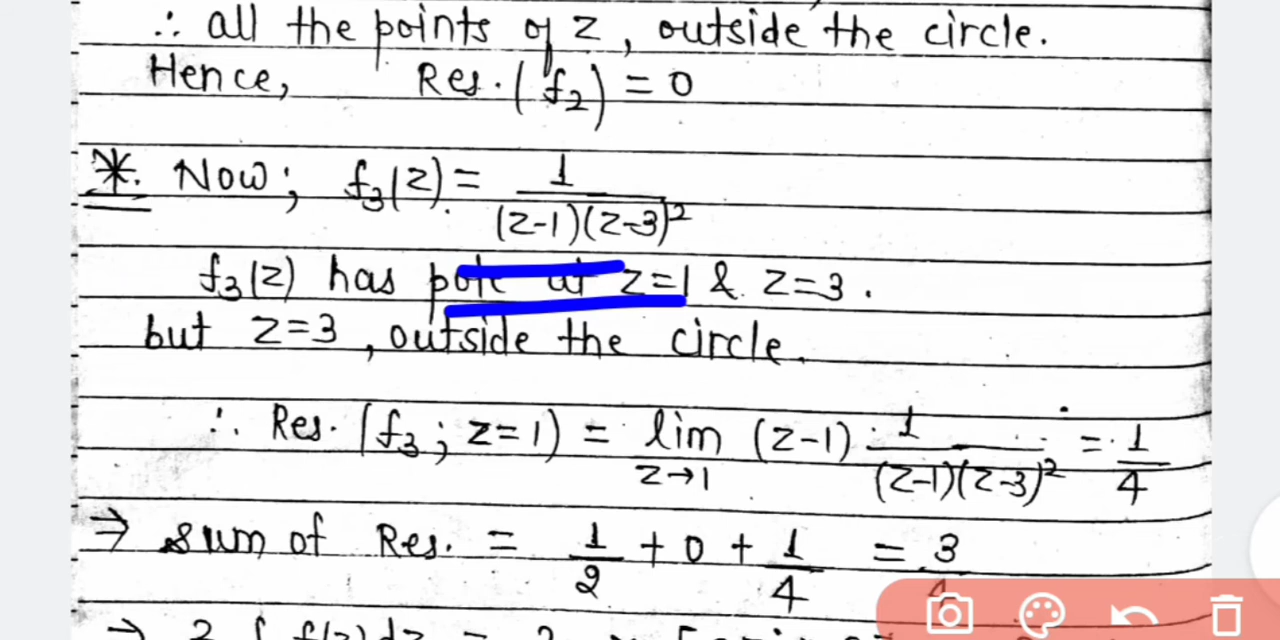 ∴ all the points of z, outside the circle.
Hence, Res.(f₂) = 0
*. Now; f₃(z) = 1/((z-1)(z-3)²)
f₃(z) has pole at z=1 & z=3.
but z=3, outside the circle.
∴ Res. (f₃; z=1) = lim z→1 (z-1) · 1/((z-1)(z-3)²) = 1/4
⇒ sum of Res. = 1/2 + 0 + 1/4 = 3/4